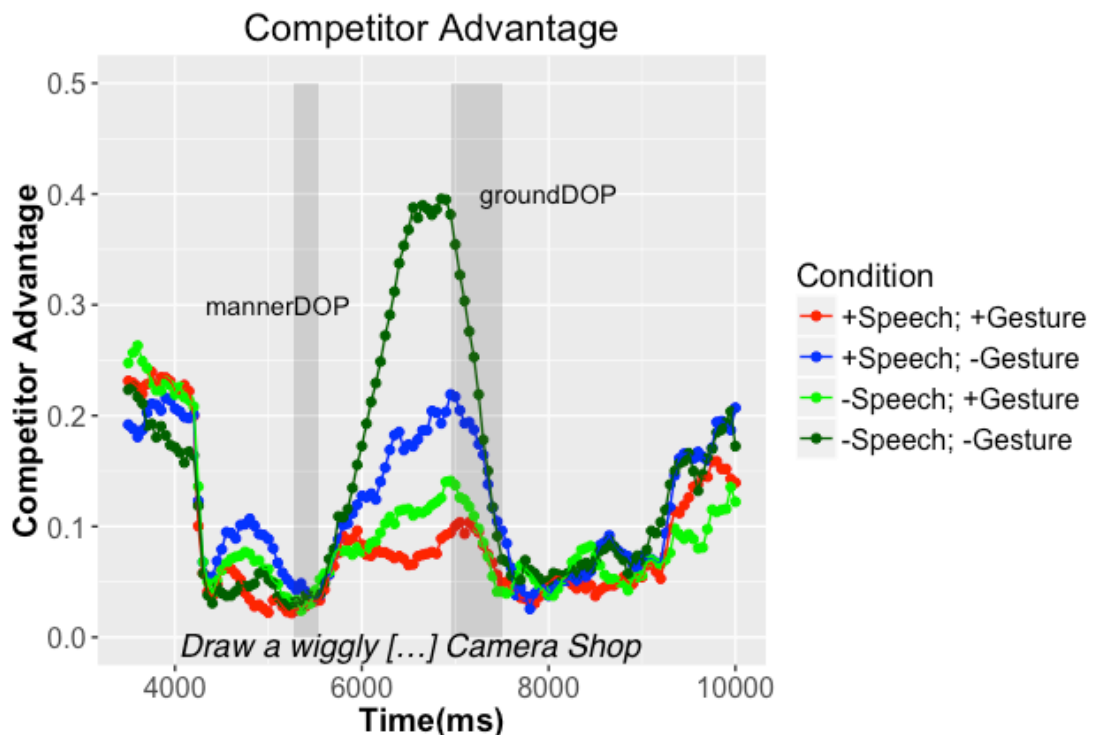 Competitor Advantage
Competitor Advantage
0.5
0.4
0.3
0.2
0.1
0.0
groundDOP
mannerDOP
Draw a wiggly [...] Camera Shop
4000
6000
8000
10000
Time(ms)
Condition
+Speech; +Gesture
+Speech; -Gesture
-Speech; +Gesture
-Speech; -Gesture